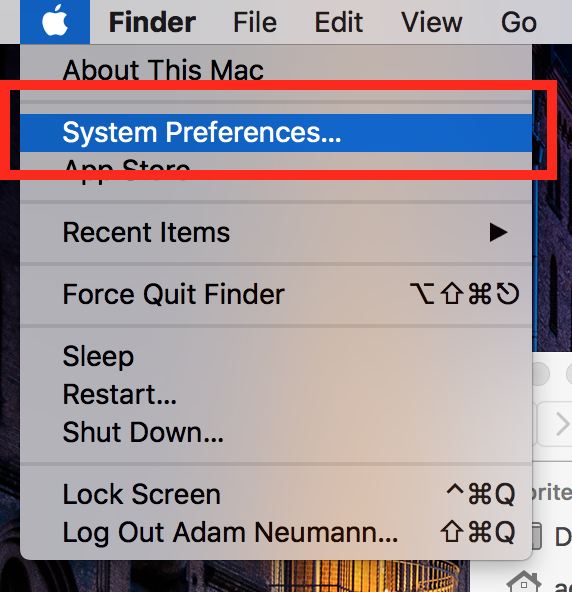 Finder File Edit View Go
About This Mac
System Preferences...
App Store
Recent Items ▶
Force Quit Finder ⌥⇧⌘⎋
Sleep
Restart...
Shut Down...
Lock Screen ^⌘Q
orite
Log Out Adam Neumann... ⇧⌘Q
D